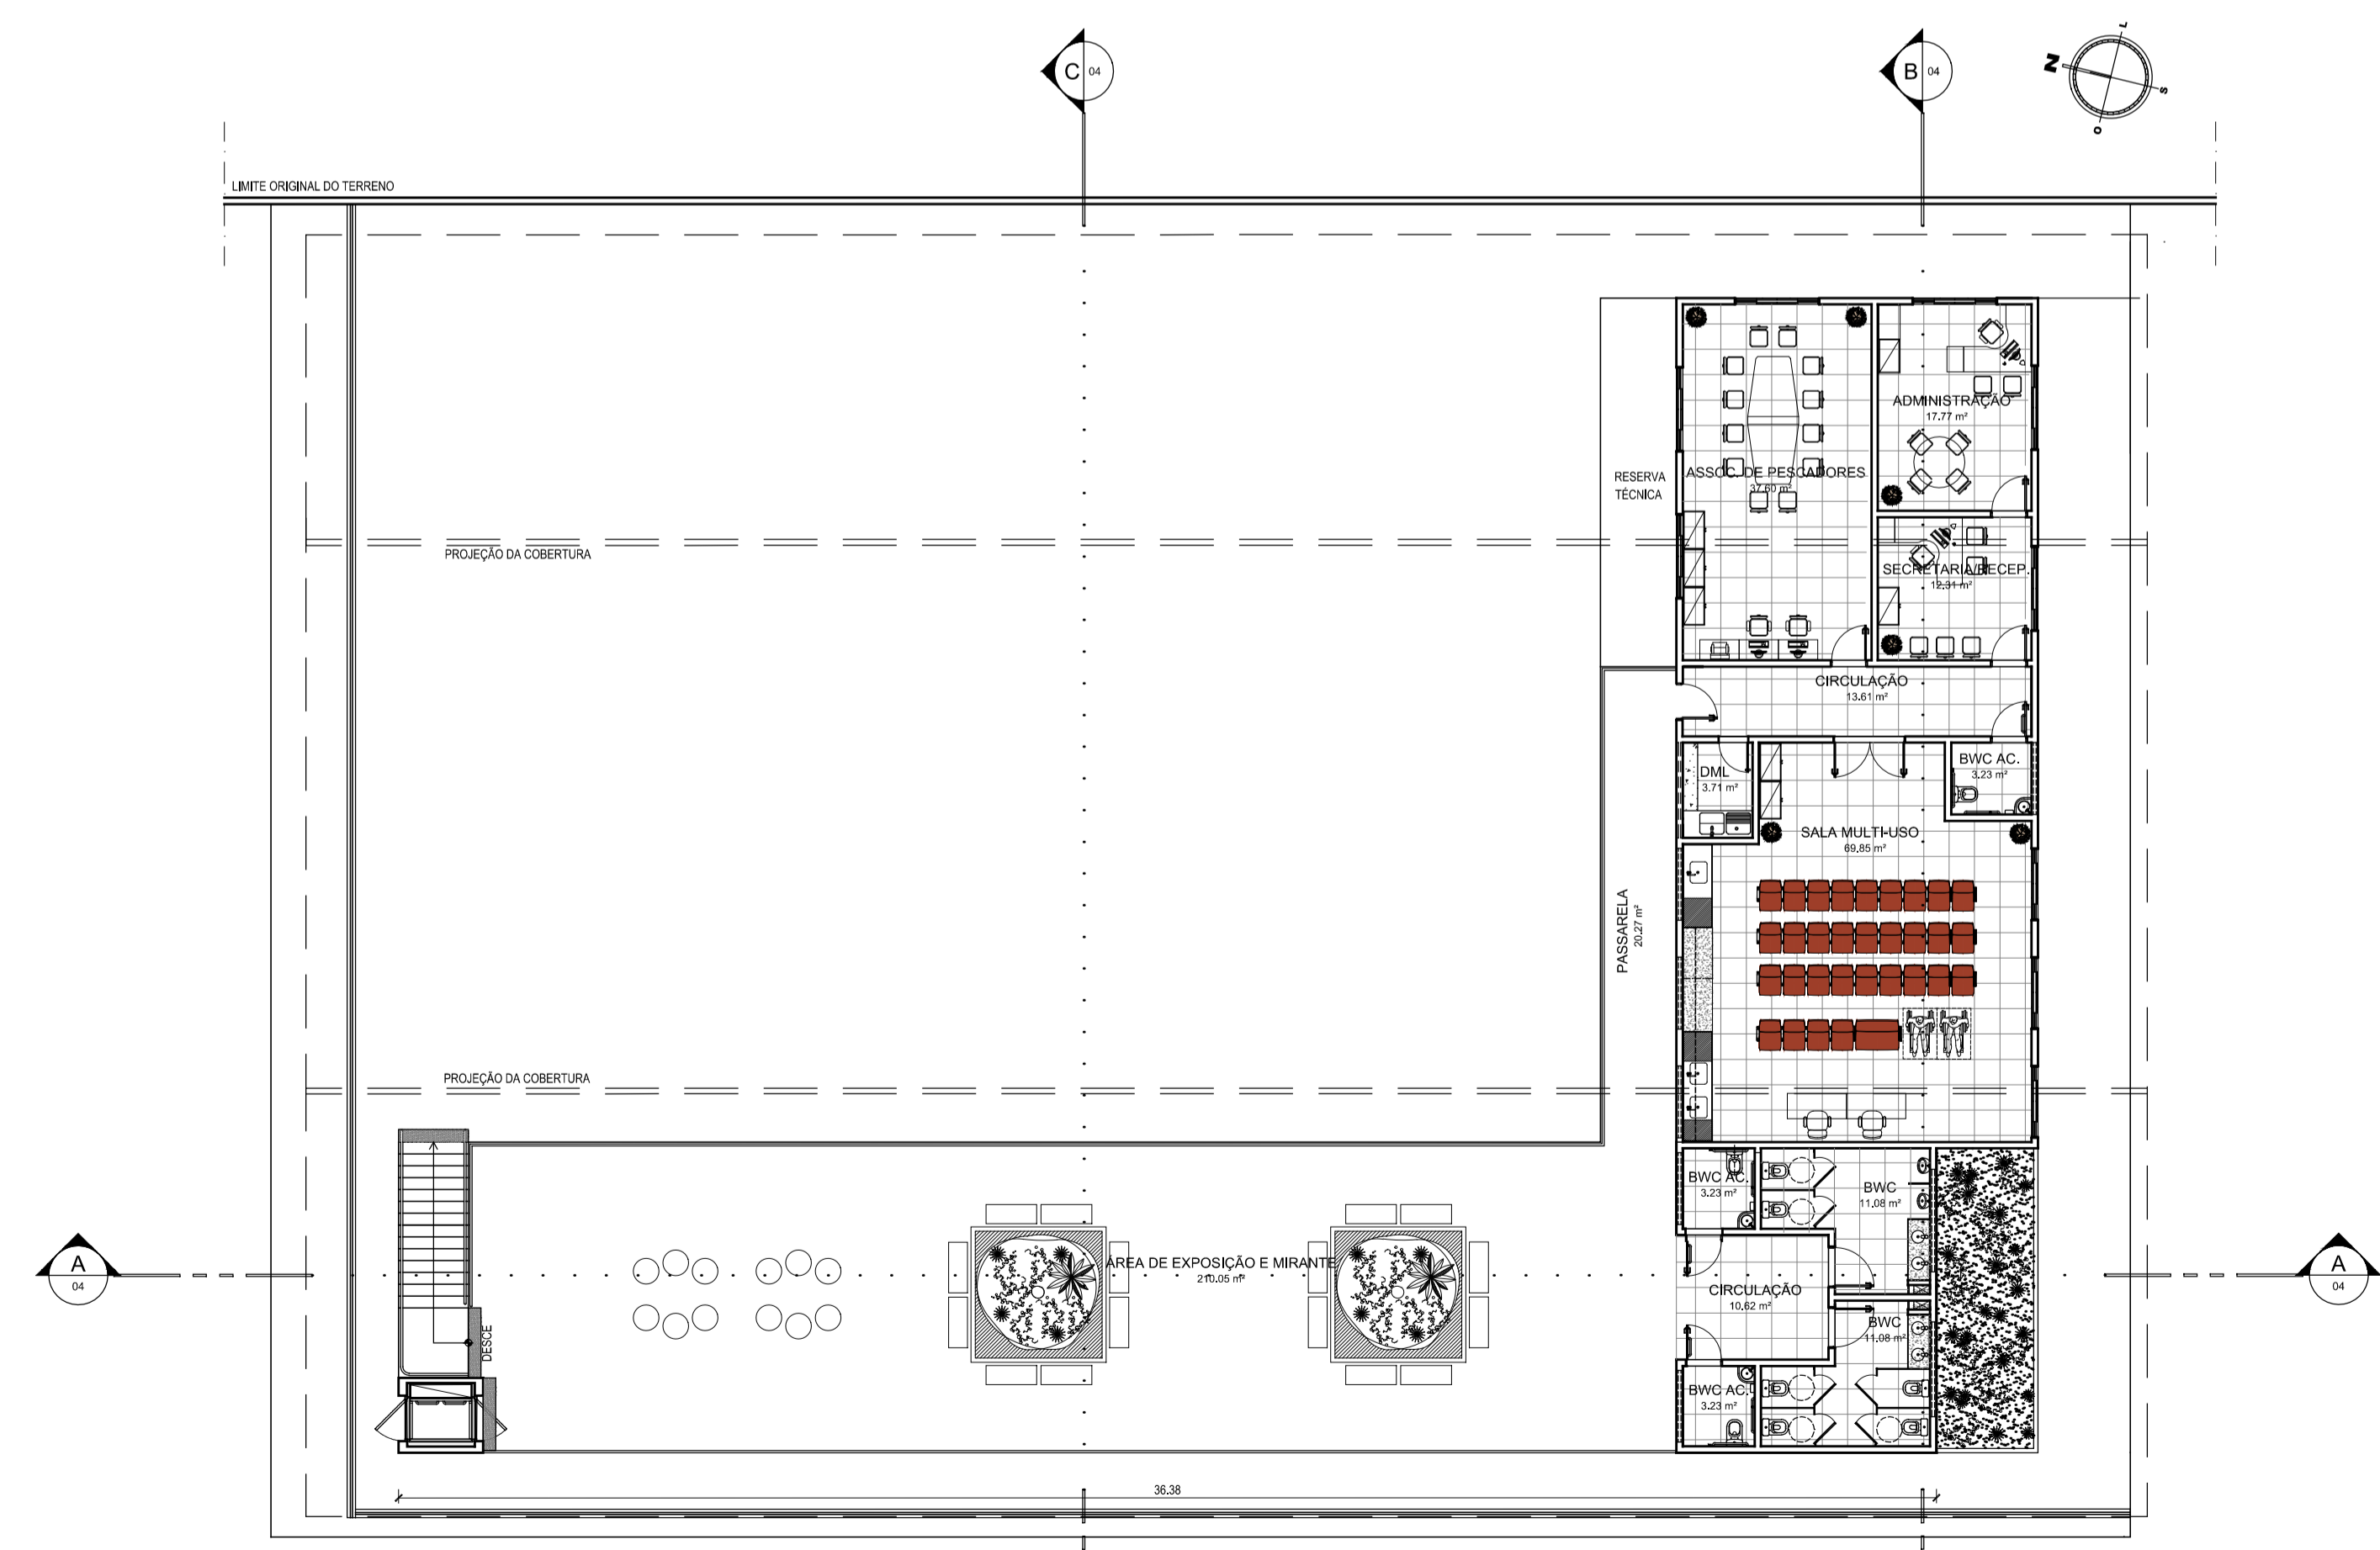 C 04
B 04
L
N
S
O
LIMITE ORIGINAL DO TERRENO
ADMINISTRAÇÃO
17.77 m²
ASSOC. DE PESCADORES
37.60 m²
RESERVA
TÉCNICA
PROJEÇÃO DA COBERTURA
SECRETARIA/RECEP.
12.31 m²
CIRCULAÇÃO
13.61 m²
BWC AC.
3.23 m²
DML
3.71 m²
SALA MULTI-USO
69.85 m²
PASSARELA
20.27 m²
PROJEÇÃO DA COBERTURA
BWC AC.
3.23 m²
BWC
11.08 m²
A
04
ÁREA DE EXPOSIÇÃO E MIRANTE
210.05 m²
CIRCULAÇÃO
10.62 m²
A
04
BWC
11.08 m²
DESCE
BWC AC.
3.23 m²
36.38